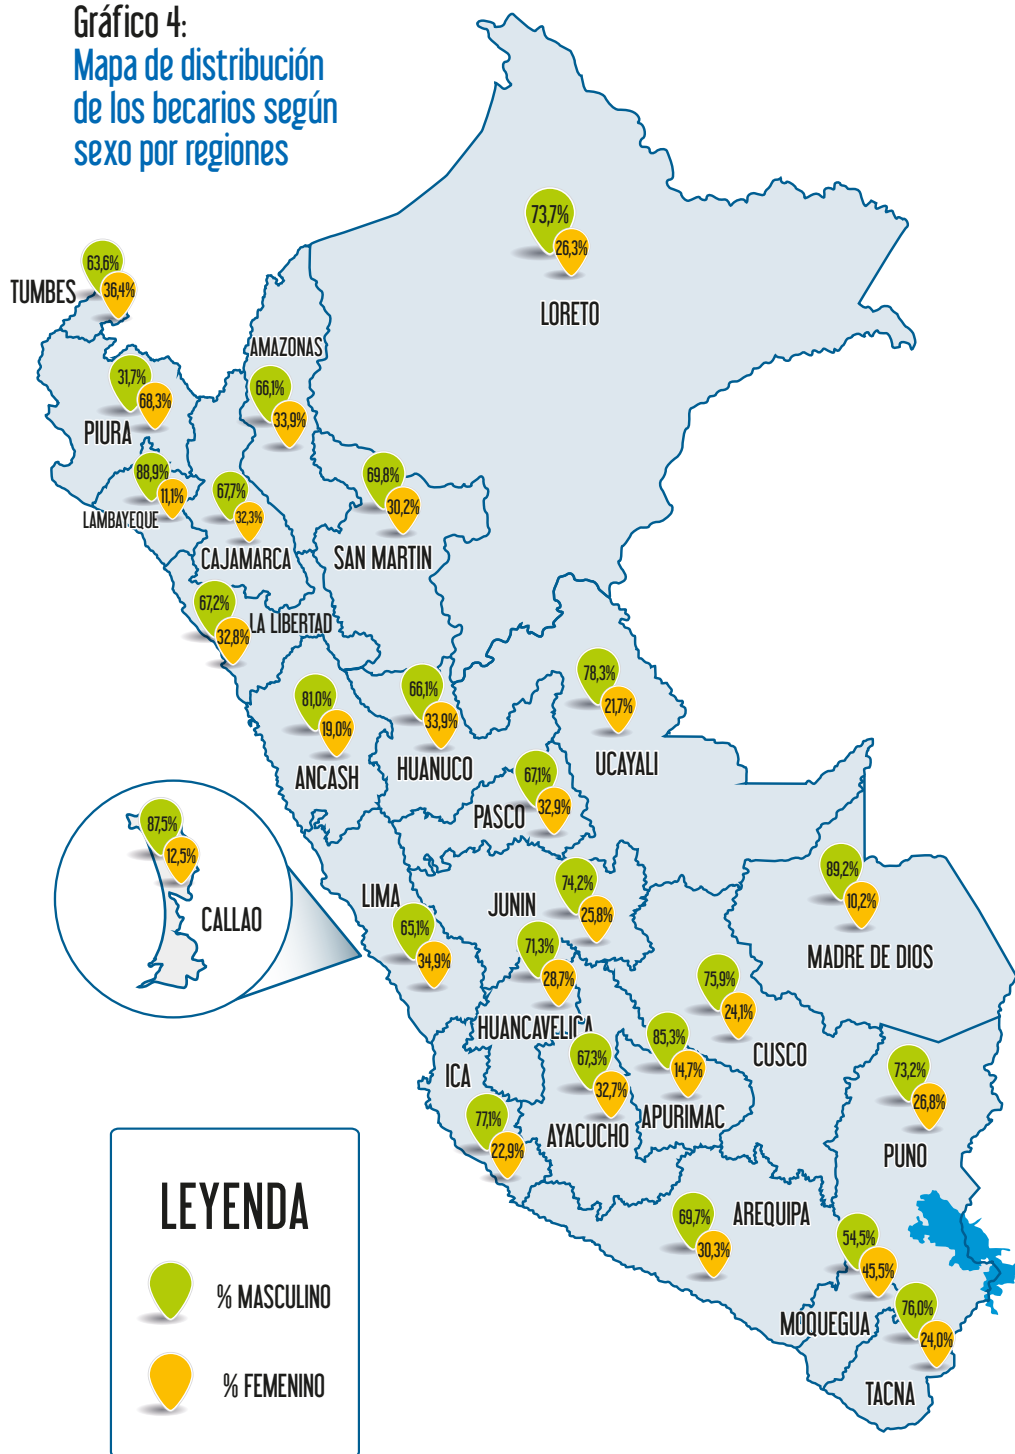 Gráfico 4:
Mapa de distribución
de los becarios según
sexo por regiones
73,7%
26,3%
LORETO
63,6%
36,4%
TUMBES
AMAZONAS
66,1%
33,9%
31,7%
68,3%
PIURA
88,9%
11,1%
LAMBAYEQUE
67,7%
32,3%
CAJAMARCA
69,8%
30,2%
SAN MARTIN
67,2%
32,8%
LA LIBERTAD
81,0%
19,0%
ANCASH
66,1%
33,9%
HUANUCO
78,3%
21,7%
UCAYALI
67,1%
32,9%
PASCO
87,5%
12,5%
CALLAO
LIMA
65,1%
34,9%
74,2%
25,8%
JUNIN
89,2%
10,2%
MADRE DE DIOS
71,3%
28,7%
HUANCAVELICA
75,9%
24,1%
CUSCO
85,3%
14,7%
APURIMAC
67,3%
32,7%
AYACUCHO
ICA
77,1%
22,9%
73,2%
26,8%
PUNO
69,7%
30,3%
AREQUIPA
54,5%
45,5%
MOQUEGUA
76,0%
24,0%
TACNA
LEYENDA
% MASCULINO
% FEMENINO